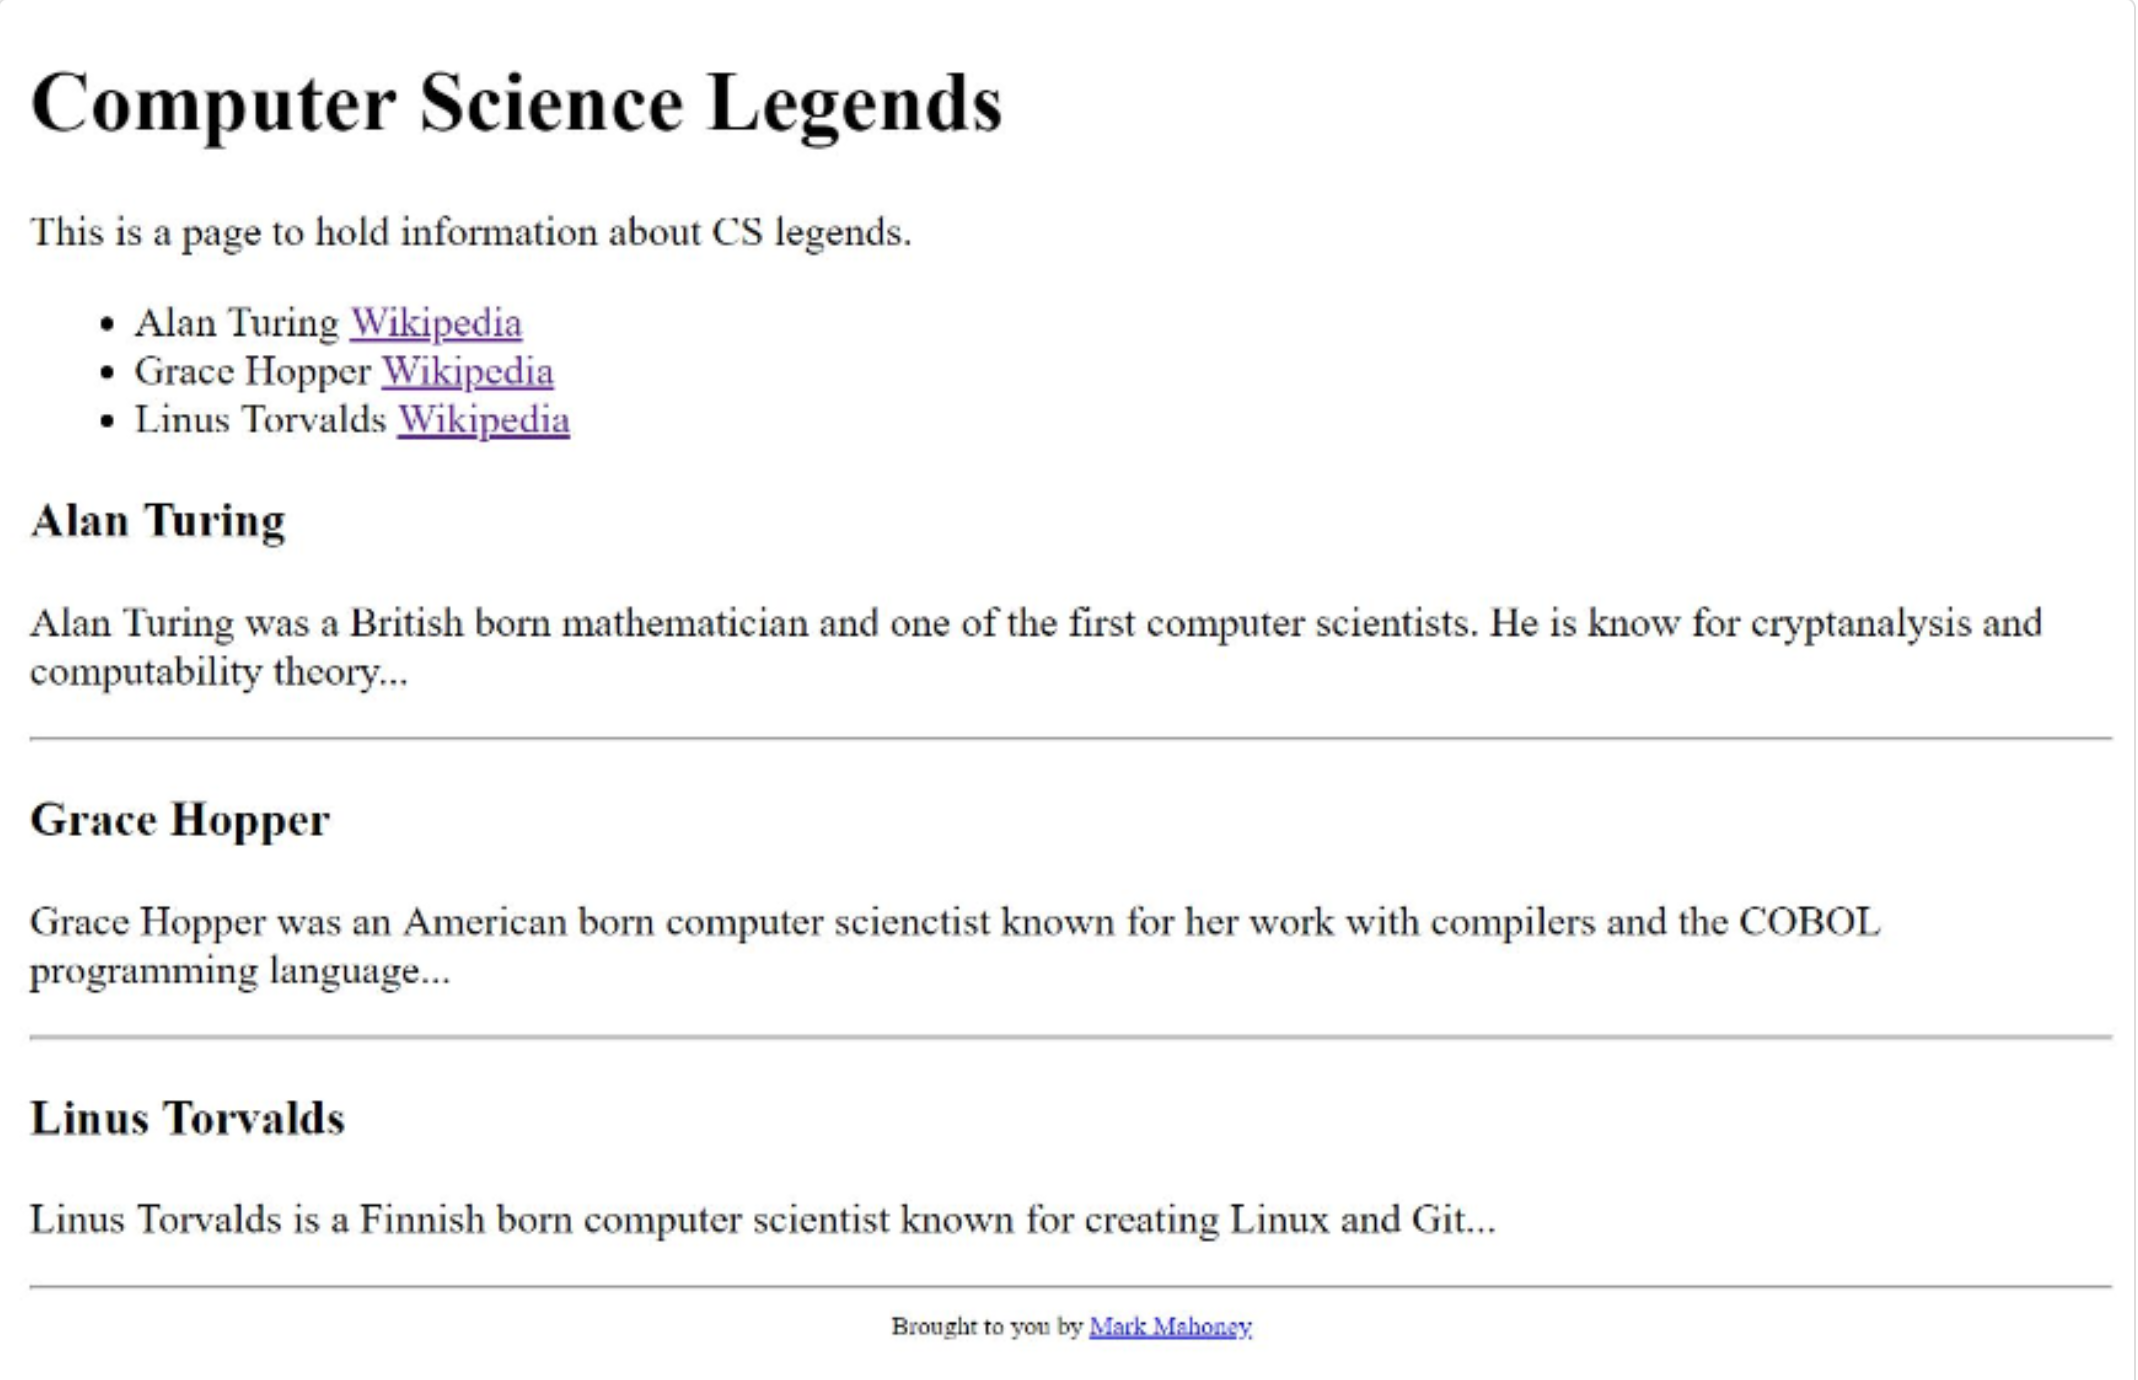 Computer Science Legends
This is a page to hold information about CS legends.
Alan Turing Wikipedia
Grace Hopper Wikipedia
Linus Torvalds Wikipedia
Alan Turing
Alan Turing was a British born mathematician and one of the first computer scientists. He is know for cryptanalysis and
computability theory...
Grace Hopper
Grace Hopper was an American born computer scienctist known for her work with compilers and the COBOL
programming language...
Linus Torvalds
Linus Torvalds is a Finnish born computer scientist known for creating Linux and Git...
Brought to you by Mark Mahoney